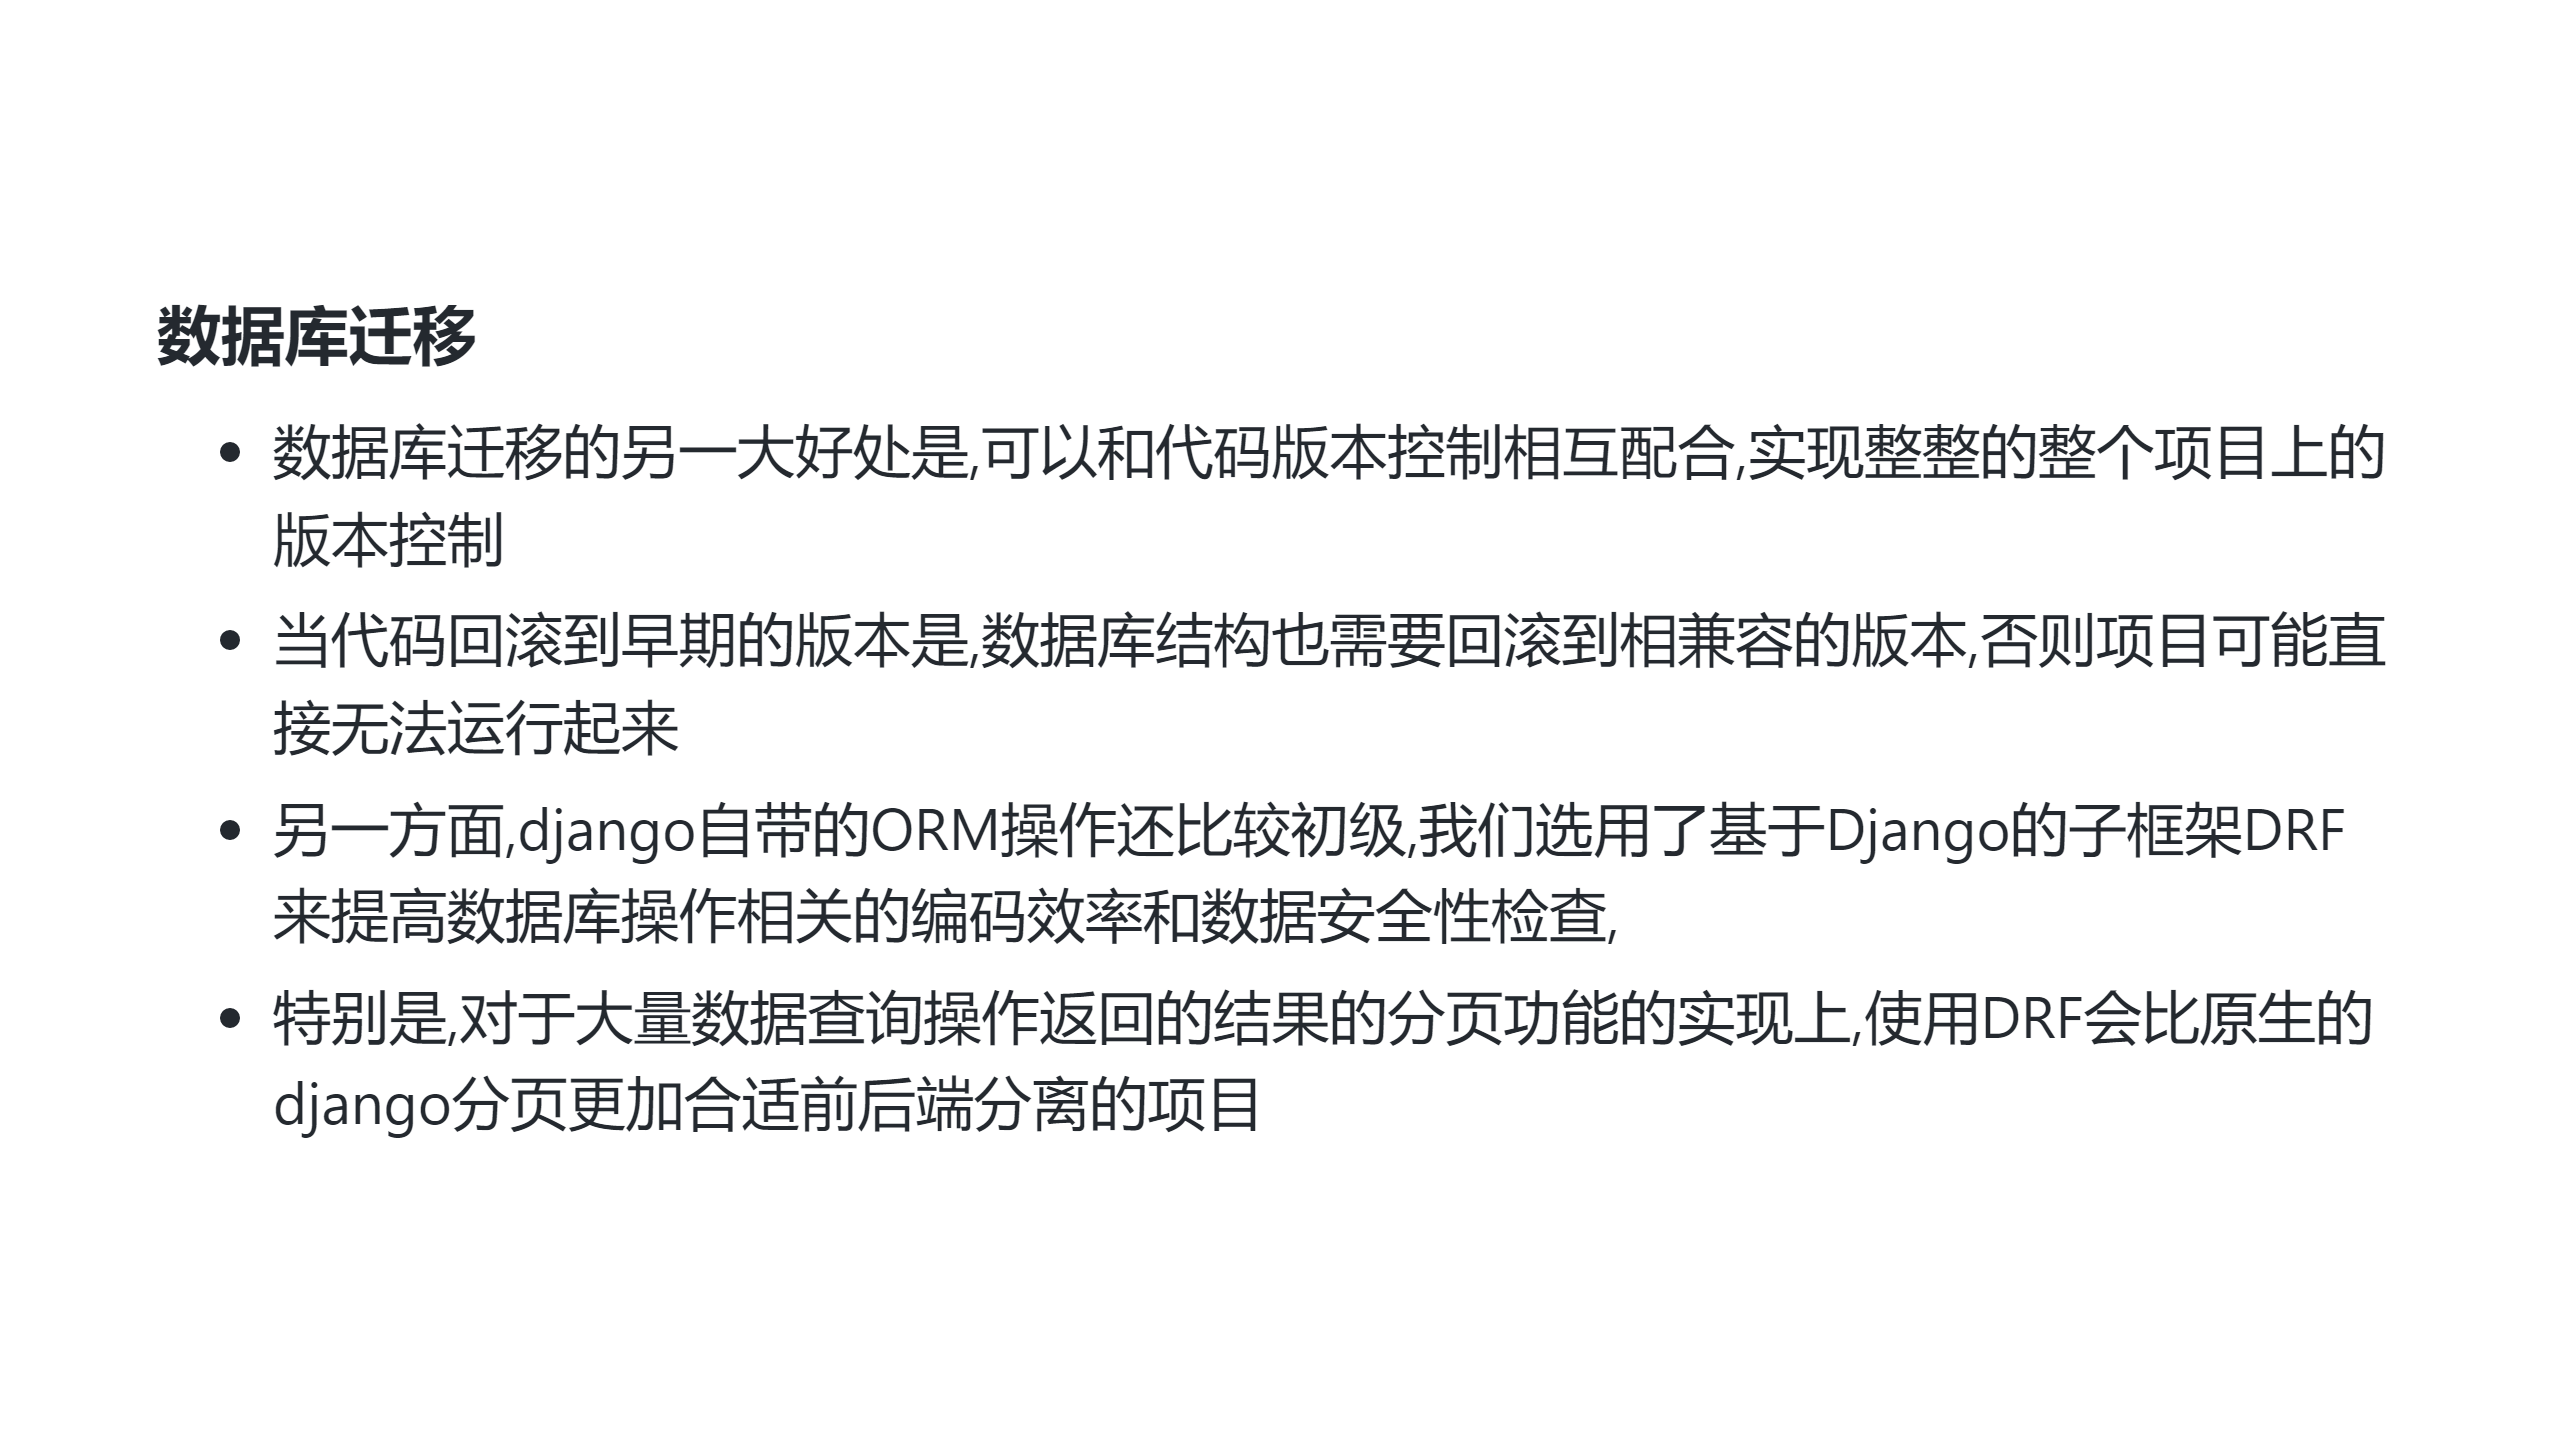 数据库迁移
• 数据库迁移的另一大好处是,可以和代码版本控制相互配合,实现整整的整个项目上的
版本控制
• 当代码回滚到早期的版本是,数据库结构也需要回滚到相兼容的版本,否则项目可能直
接无法运行起来
• 另一方面,django自带的ORM操作还比较初级,我们选用了基于Django的子框架DRF
来提高数据库操作相关的编码效率和数据安全性检查,
• 特别是,对于大量数据查询操作返回的结果的分页功能的实现上,使用DRF会比原生的
django分页更加合适前后端分离的项目